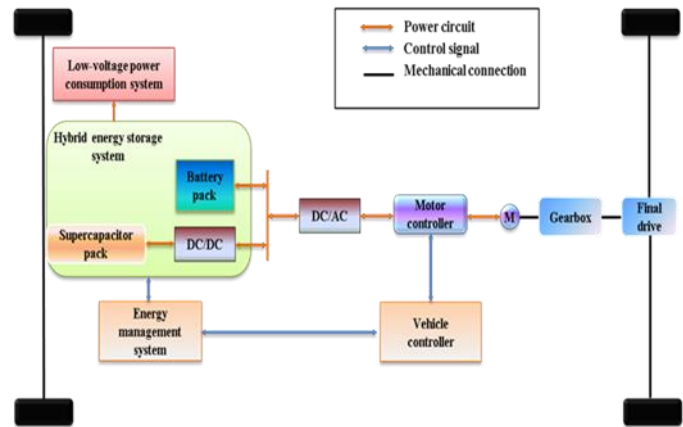 Power circuit
Control signal
Mechanical connection
Low-voltage power
consumption system
Hybrid energy storage
system
Battery
pack
Supercapacitor
pack
DC/DC
DC/AC
Motor
controller
M
Gearbox
Final
drive
Energy
management
system
Vehicle
controller